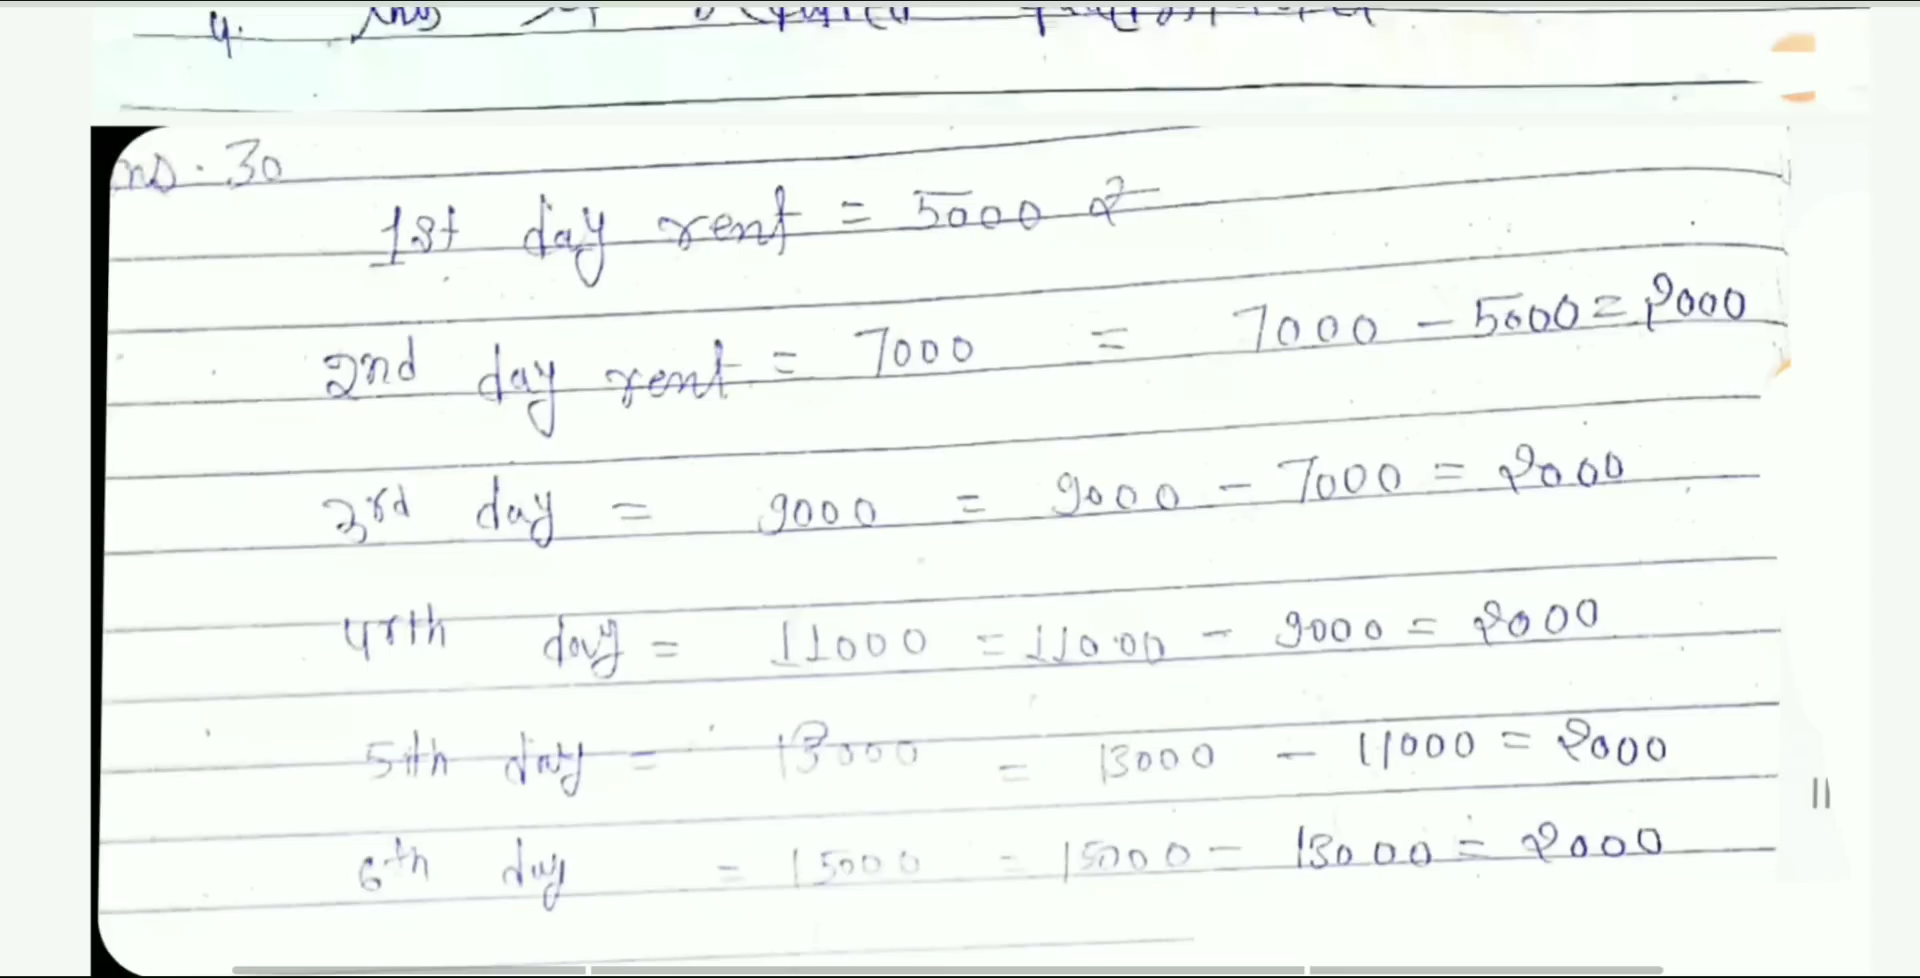 4.
ns. 30
1st day rent = 5000 ₹
2nd day rent = 7000 = 7000 - 5000 = 2000
3rd day = 9000 = 9000 - 7000 = 2000
4rth day = 11000 = 11000 - 9000 = 2000
5th day = 13000 = 13000 - 11000 = 2000
6th day = 15000 = 15000 - 13000 = 2000